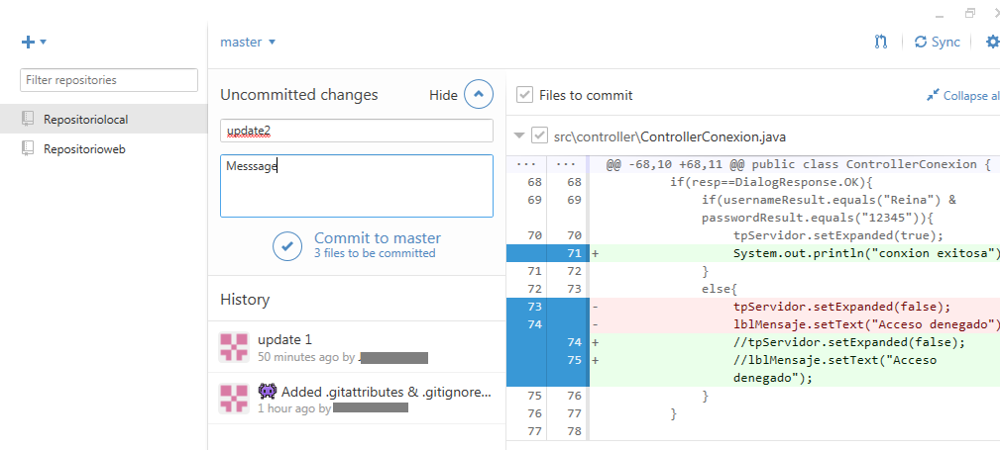 master
Sync
Filter repositories
Repositoriolocal
Repositorioweb
Uncommitted changes
Hide
update2
Messsage
Commit to master
3 files to be committed
History
update 1
50 minutes ago by
Added .gitattributes & .gitignore...
1 hour ago by
Files to commit
Collapse al
src\controller\ControllerConexion.java
... ... @@ -68,10 +68,11 @@ public class ControllerConexion {
68 68 if(resp==DialogResponse.OK){
69 69 if(usernameResult.equals("Reina") &
passwordResult.equals("12345")){
70 70 tpServidor.setExpanded(true);
71 + System.out.println("conxion exitosa")
71 72 }
72 73 else{
73 - tpServidor.setExpanded(false);
74 - lblMensaje.setText("Acceso denegado")
74 + //tpServidor.setExpanded(false);
75 + //lblMensaje.setText("Acceso
denegado");
75 76 }
76 77 }
77 78